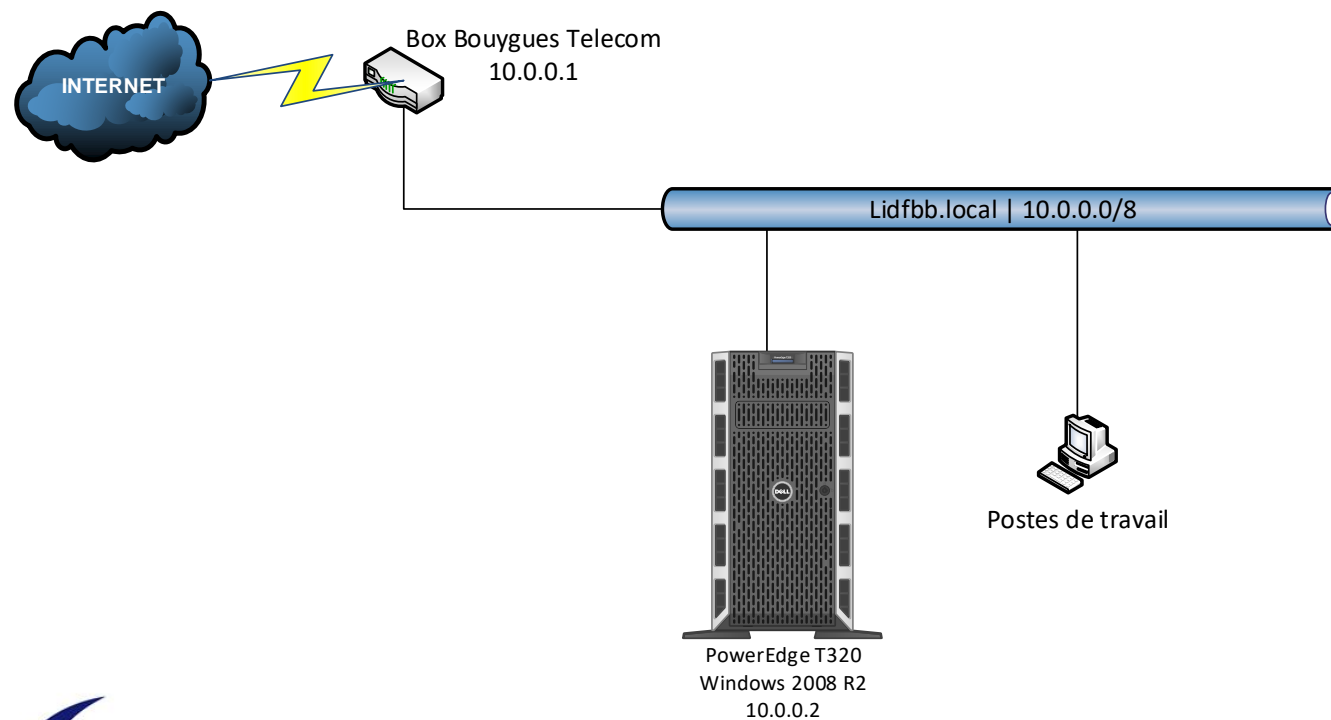 INTERNET
Box Bouygues Telecom
10.0.0.1
Lidfbb.local | 10.0.0.0/8
DELL
Postes de travail
PowerEdge T320
Windows 2008 R2
10.0.0.2